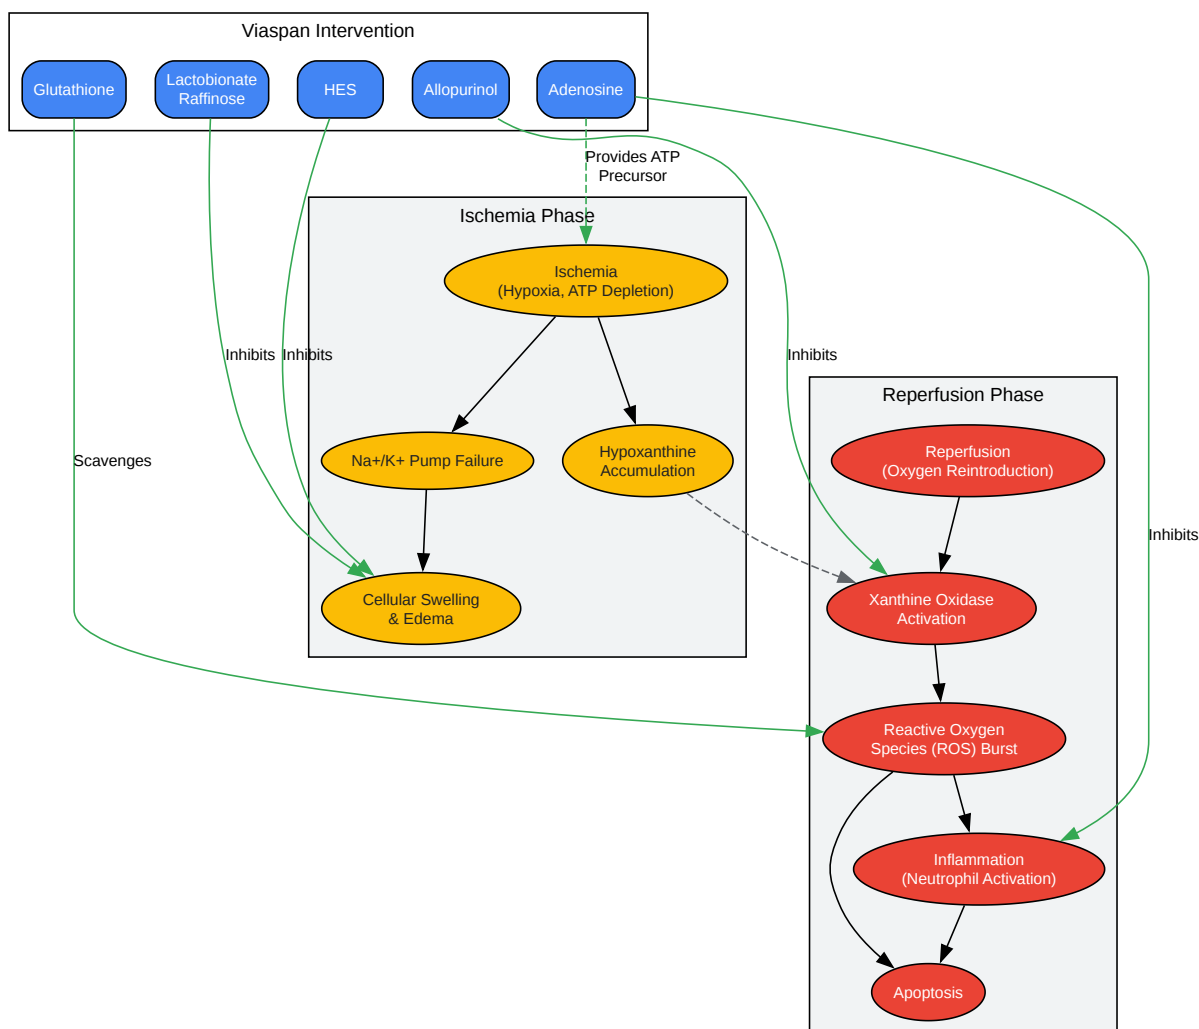 Viaspan Intervention
Glutathione
Lactobionate
Raffinose
HES
Allopurinol
Adenosine
Provides ATP
Precursor
Ischemia Phase
Ischemia
(Hypoxia, ATP Depletion)
Inhibits
Inhibits
Inhibits
Reperfusion Phase
Scavenges
Na+/K+ Pump Failure
Hypoxanthine
Accumulation
Reperfusion
(Oxygen Reintroduction)
Inhibits
Cellular Swelling
& Edema
Xanthine Oxidase
Activation
Reactive Oxygen
Species (ROS) Burst
Inflammation
(Neutrophil Activation)
Apoptosis